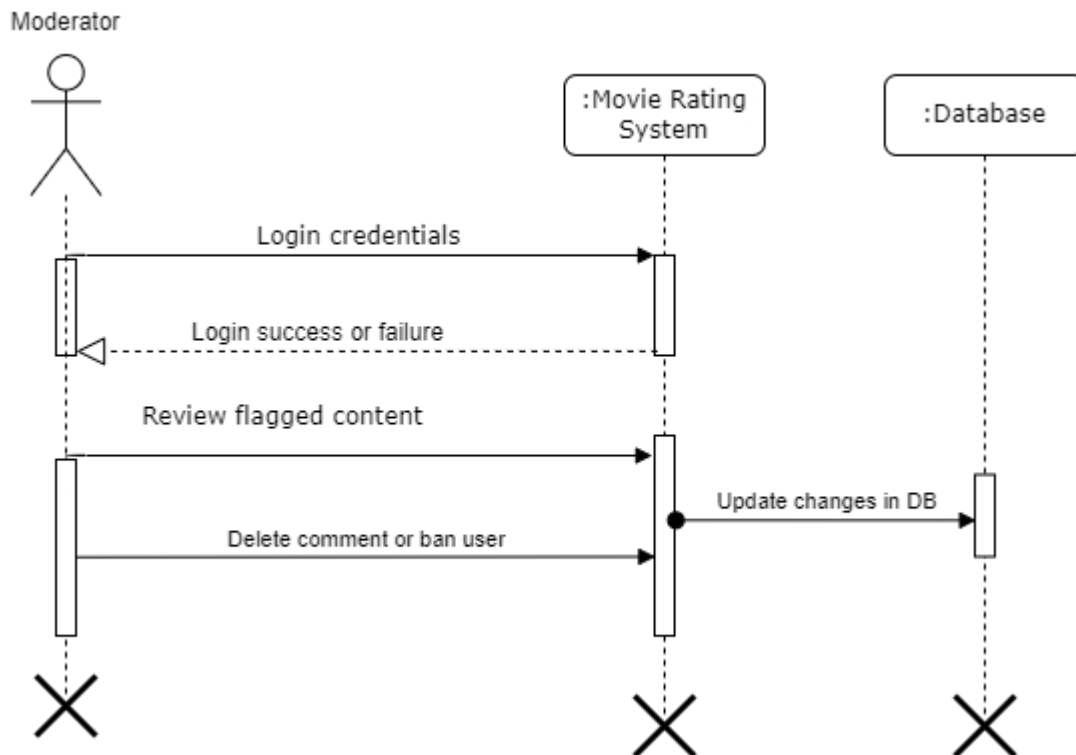 Moderator
:Movie Rating
System
:Database
Login credentials
Login success or failure
Review flagged content
Update changes in DB
Delete comment or ban user